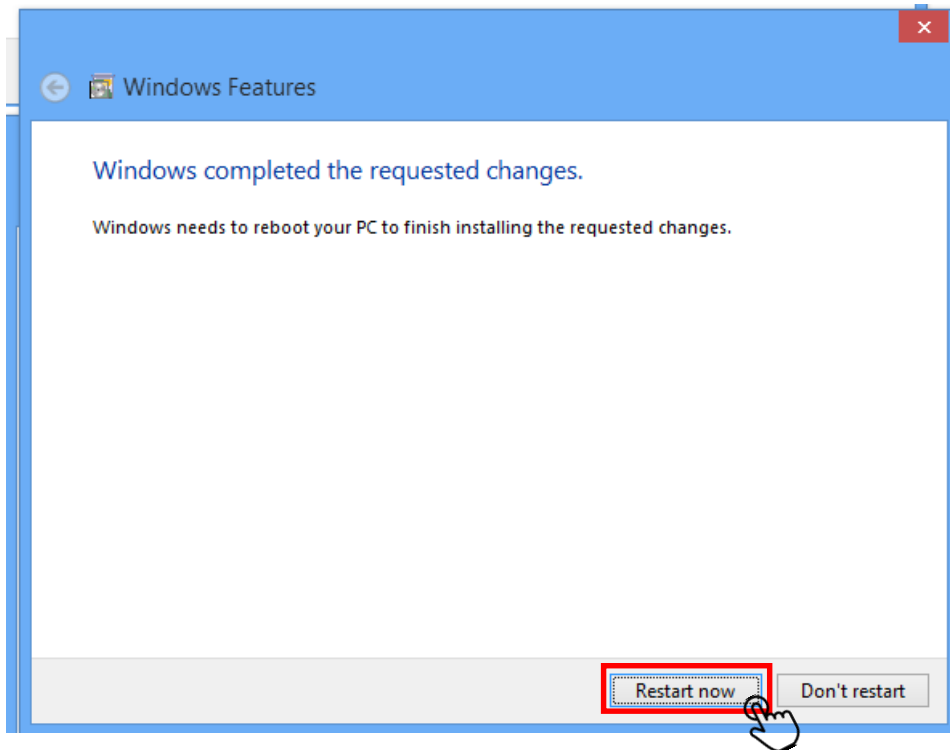 Windows Features
Windows completed the requested changes.
Windows needs to reboot your PC to finish installing the requested changes.
Restart now
Don't restart